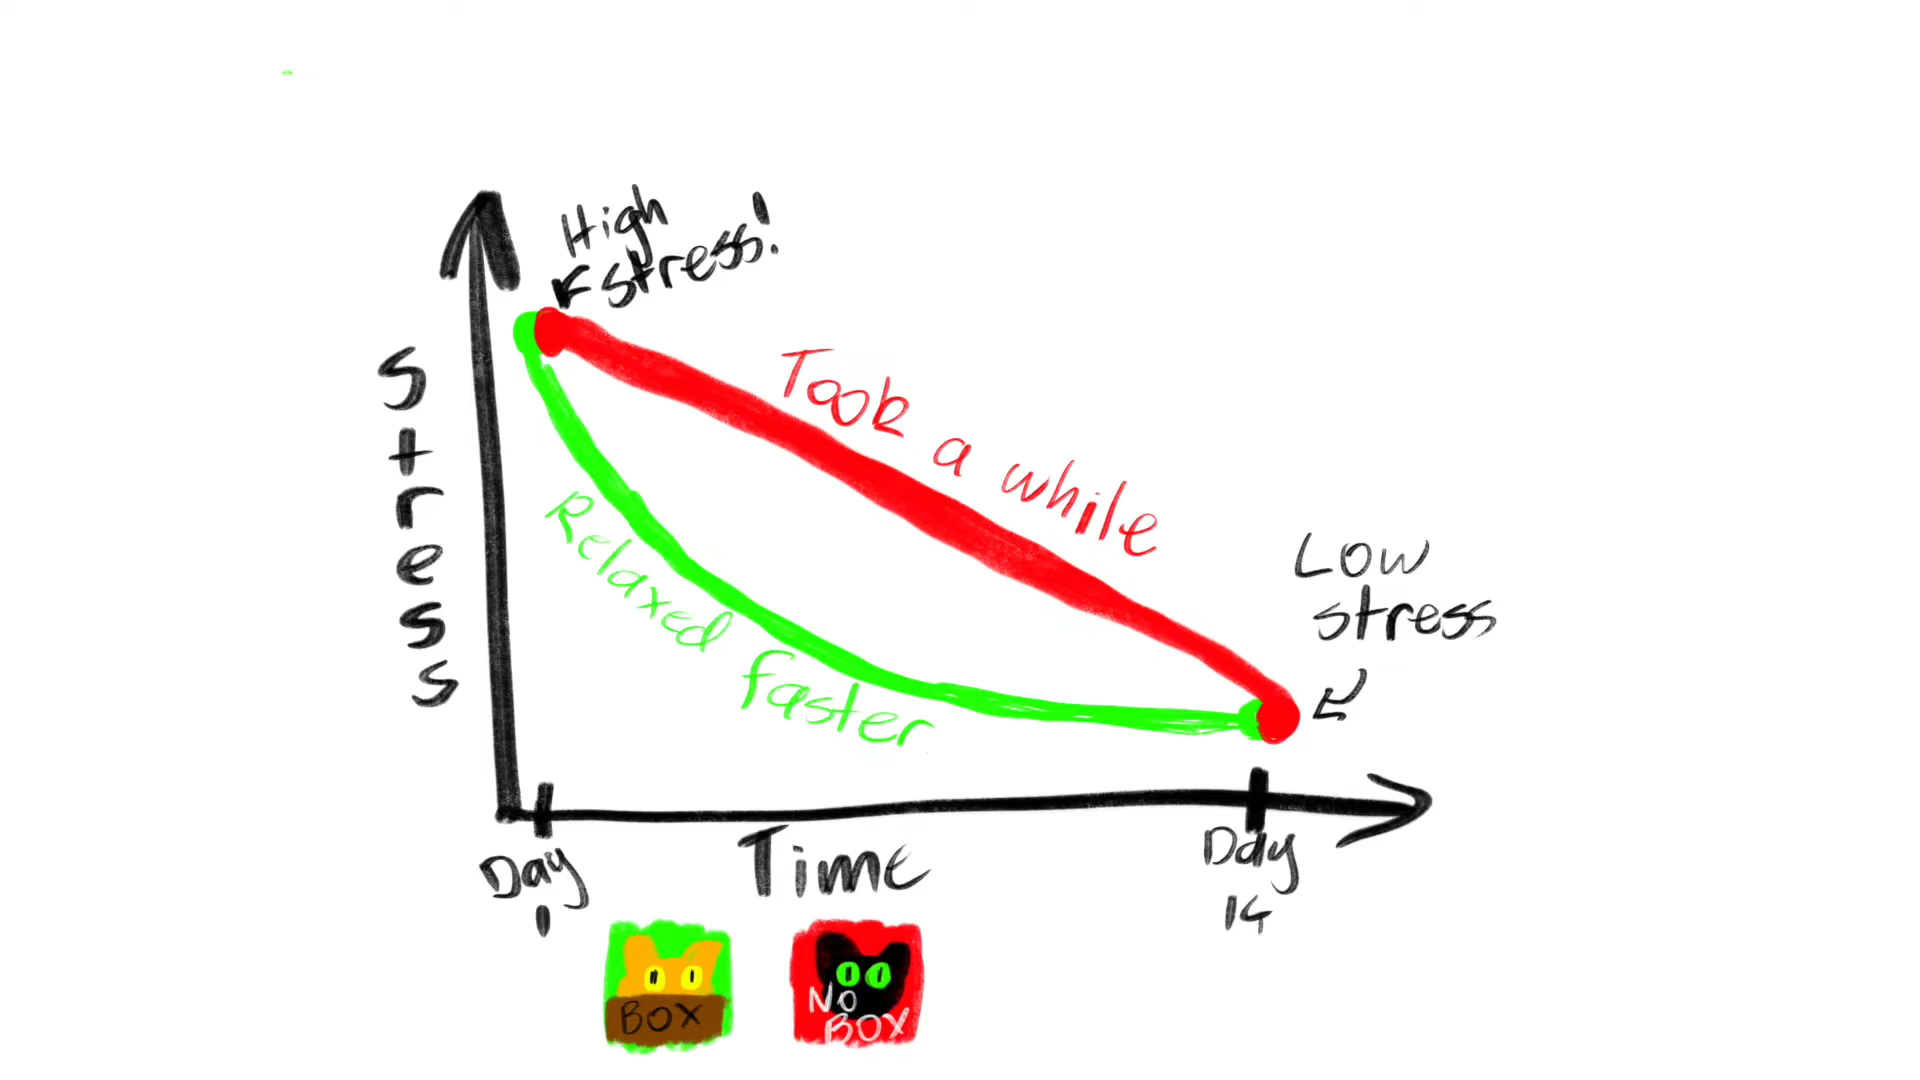 High
stress!
Stress
Took a while
Relaxed faster
Low
stress
Day
1
Time
Day
14
BOX
NO
BOX